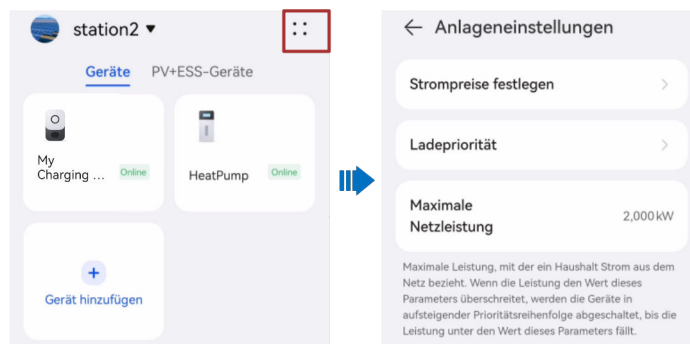 station2
Geräte PV+ESS-Geräte
My
Charging ... Online
HeatPump Online
Gerät hinzufügen
Anlageneinstellungen
Strompreise festlegen
Ladepriorität
Maximale
Netzleistung
2,000 kW
Maximale Leistung, mit der ein Haushalt Strom aus dem
Netz bezieht. Wenn die Leistung den Wert dieses
Parameters überschreitet, werden die Geräte in
aufsteigender Prioritätsreihenfolge abgeschaltet, bis die
Leistung unter den Wert dieses Parameters fällt.